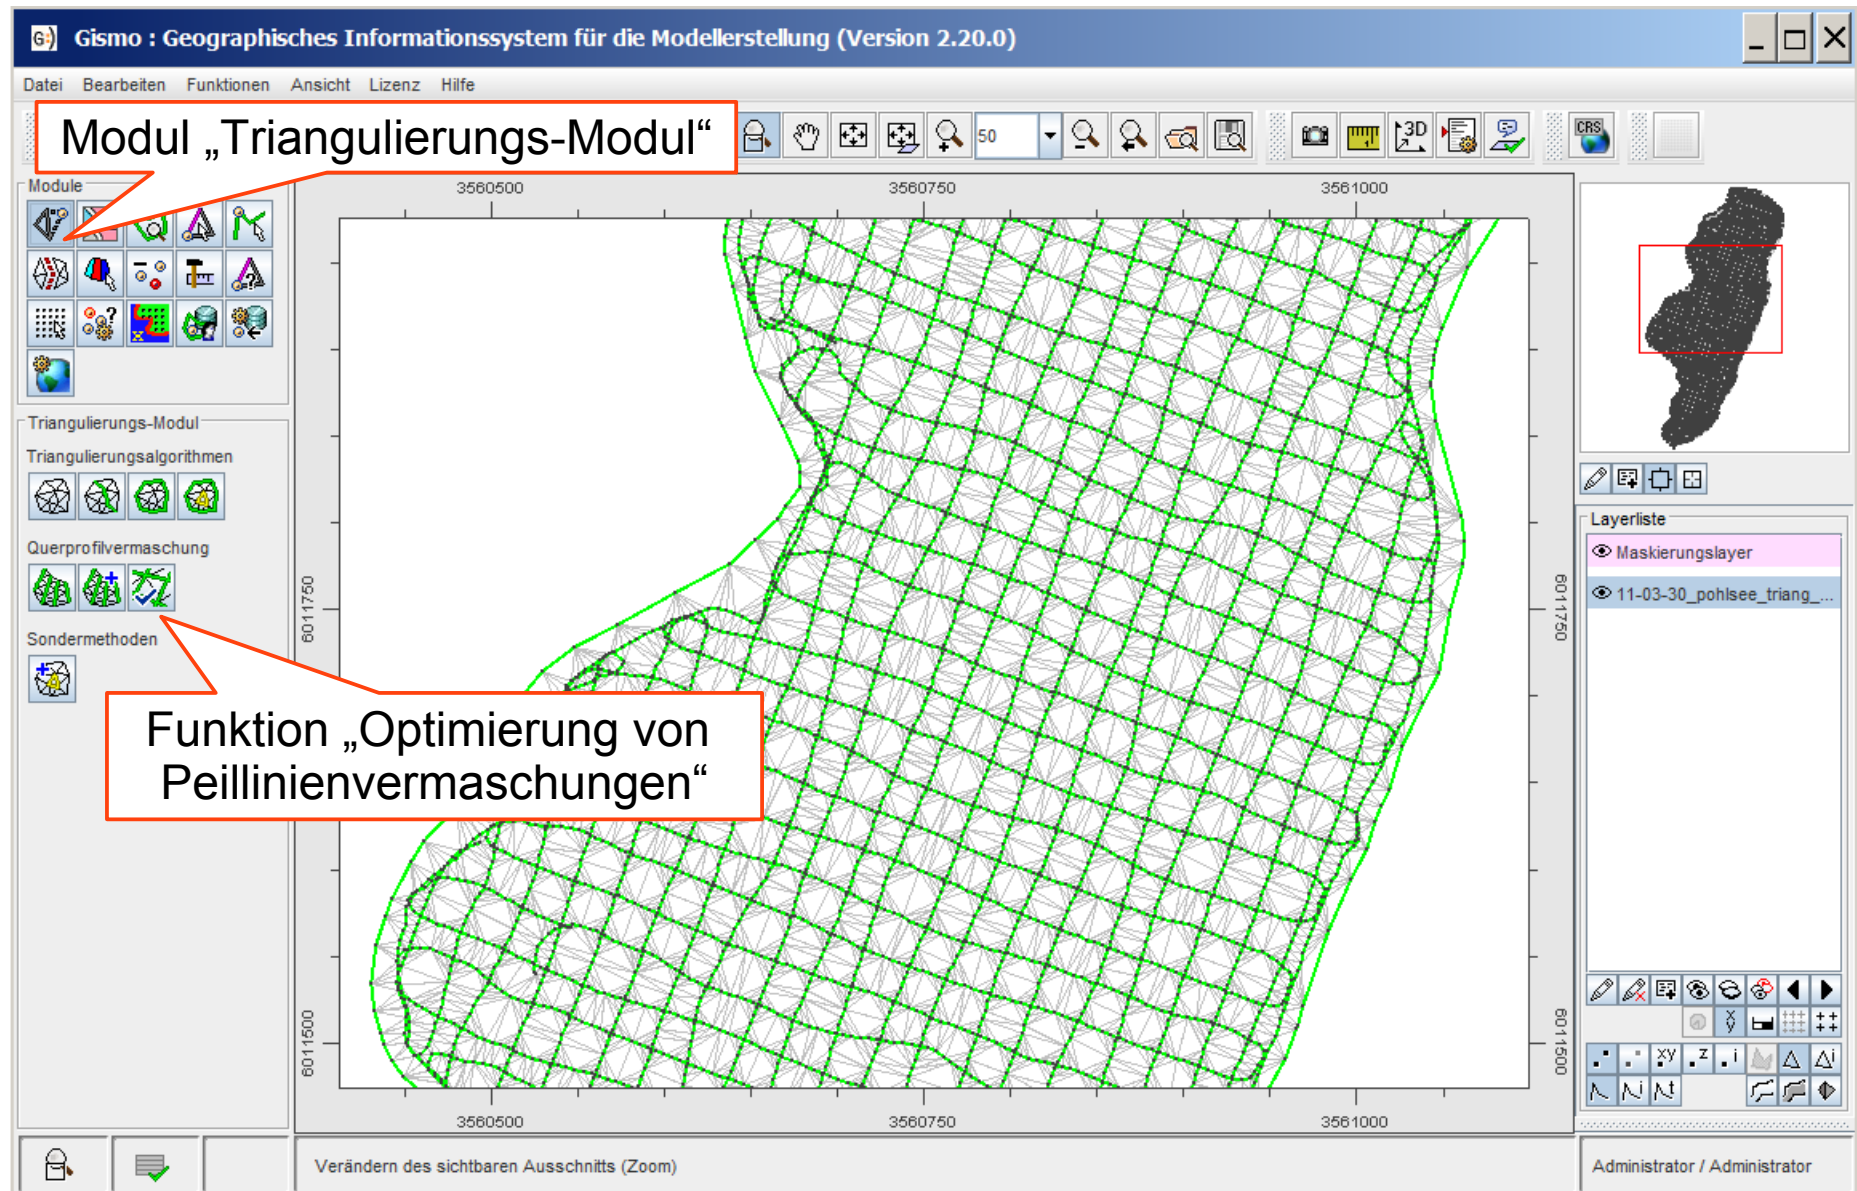 Gismo : Geographisches Informationssystem für die Modellerstellung (Version 2.20.0)
Datei Bearbeiten Funktionen Ansicht Lizenz Hilfe
Modul „Triangulierungs-Modul“
50
3D
CRS
Module
3560500 3560750 3561000
Triangulierungs-Modul
Triangulierungsalgorithmen
Querprofilvermaschung
Sondermethoden
Funktion „Optimierung von
Peillinienvermaschungen“
6011750
6011500
6011750
6011500
3560500 3560750 3561000
Layerliste
Maskierungslayer
11-03-30_pohlsee_triang_...
Verändern des sichtbaren Ausschnitts (Zoom)
Administrator / Administrator